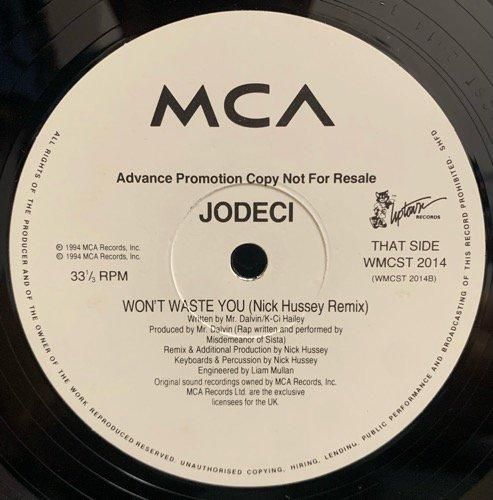 MCA
Advance Promotion Copy Not For Resale
JODECI
Uptown
RECORDS
℗ 1994 MCA Records, Inc.
© 1994 MCA Records, Inc.
33⅓ RPM
THAT SIDE
WMCST 2014
(WMCST 2014B)
WON'T WASTE YOU (Nick Hussey Remix)
Written by Mr. Dalvin/K-Ci Hailey
Produced by Mr. Dalvin (Rap written and performed by
Misdemeanor of Sista)
Remix & Additional Production by Nick Hussey
Keyboards & Percussion by Nick Hussey
Engineered by Liam Mullan
Original sound recordings owned by MCA Records, Inc.
MCA Records Ltd. are the exclusive
licensees for the UK.
ALL RIGHTS OF THE PRODUCER AND OF THE OWNER OF THE WORK REPRODUCED RESERVED. UNAUTHORISED COPYING, HIRING, LENDING, PUBLIC PERFORMANCE AND BROADCASTING OF THIS RECORD PROHIBITED. SHFD